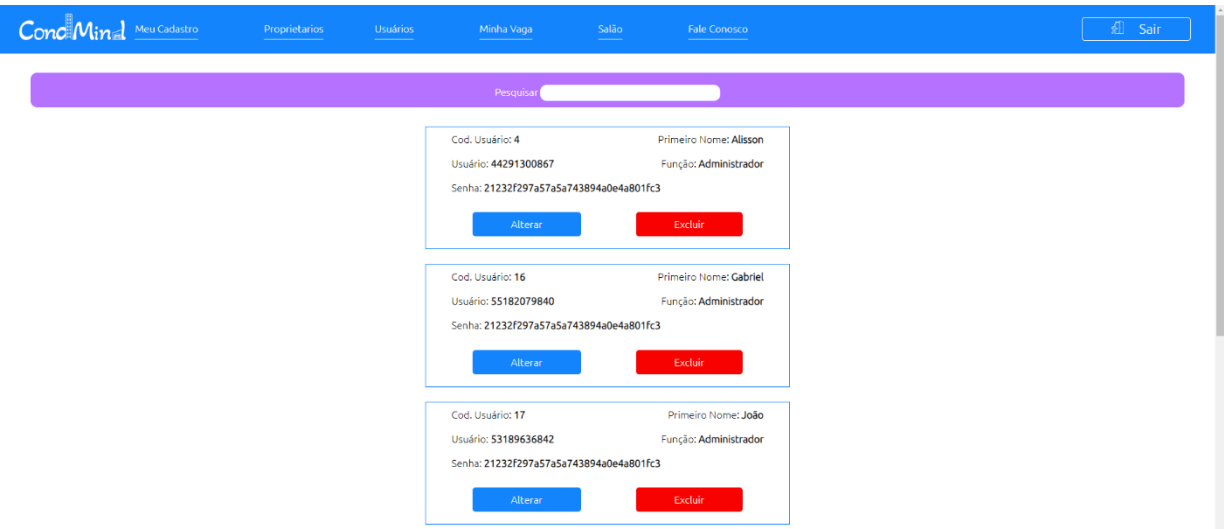 CondMind Meu Cadastro Proprietarios Usuários Minha Vaga Salão Fale Conosco Sair
Pesquisar
Cod. Usuário: 4 Primeiro Nome: Alisson
Usuário: 44291300867 Função: Administrador
Senha: 21232f297a57a5a743894a0e4a801fc3
Alterar Excluir
Cod. Usuário: 16 Primeiro Nome: Gabriel
Usuário: 55182079840 Função: Administrador
Senha: 21232f297a57a5a743894a0e4a801fc3
Alterar Excluir
Cod. Usuário: 17 Primeiro Nome: João
Usuário: 53189636842 Função: Administrador
Senha: 21232f297a57a5a743894a0e4a801fc3
Alterar Excluir